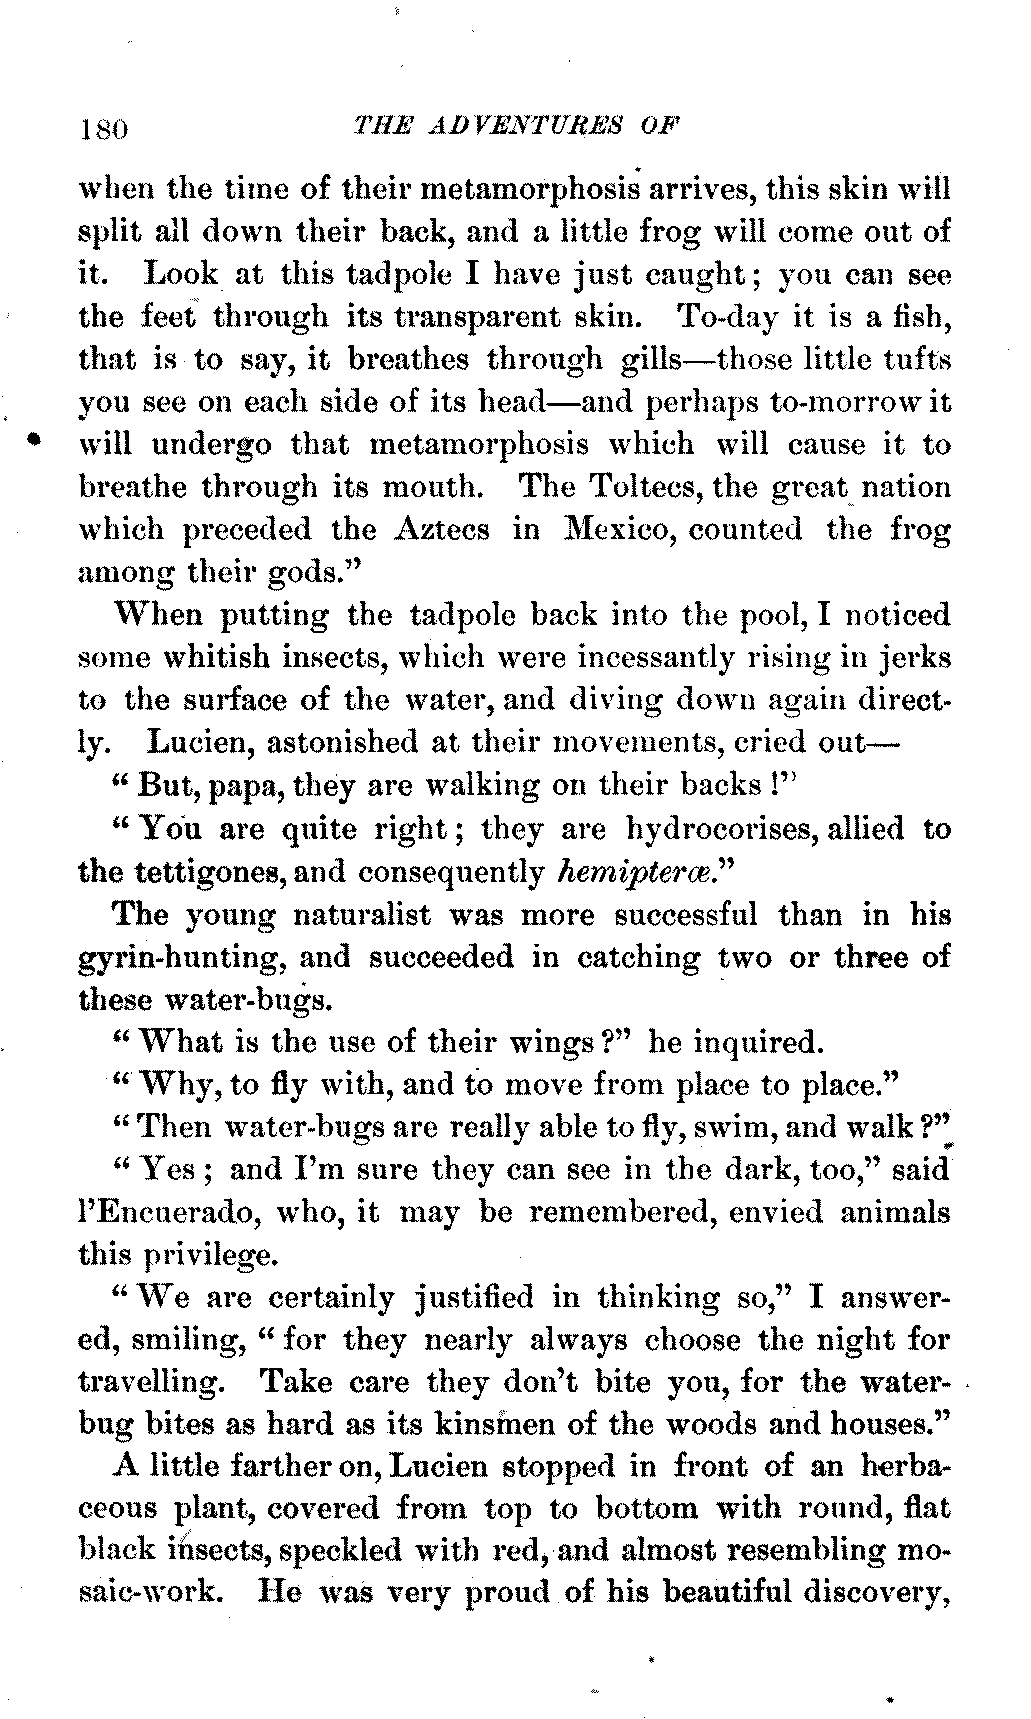 180 THE ADVENTURES OF
when the time of their metamorphosis arrives, this skin will
split all down their back, and a little frog will come out of
it. Look at this tadpole I have just caught; you can see
the feet through its transparent skin. To-day it is a fish,
that is to say, it breathes through gills—those little tufts
you see on each side of its head—and perhaps to-morrow it
will undergo that metamorphosis which will cause it to
breathe through its mouth. The Toltecs, the great nation
which preceded the Aztecs in Mexico, counted the frog
among their gods."
When putting the tadpole back into the pool, I noticed
some whitish insects, which were incessantly rising in jerks
to the surface of the water, and diving down again direct-
ly. Lucien, astonished at their movements, cried out—
"But, papa, they are walking on their backs!"
"You are quite right; they are hydrocorises, allied to
the tettigones, and consequently hemipteræ."
The young naturalist was more successful than in his
gyrin-hunting, and succeeded in catching two or three of
these water-bugs.
"What is the use of their wings?" he inquired.
"Why, to fly with, and to move from place to place."
"Then water-bugs are really able to fly, swim, and walk?"
"Yes; and I'm sure they can see in the dark, too," said
l'Encuerado, who, it may be remembered, envied animals
this privilege.
"We are certainly justified in thinking so," I answer-
ed, smiling, "for they nearly always choose the night for
travelling. Take care they don't bite you, for the water-
bug bites as hard as its kinsmen of the woods and houses."
A little farther on, Lucien stopped in front of an herba-
ceous plant, covered from top to bottom with round, flat
black insects, speckled with red, and almost resembling mo-
saic-work. He was very proud of his beautiful discovery,